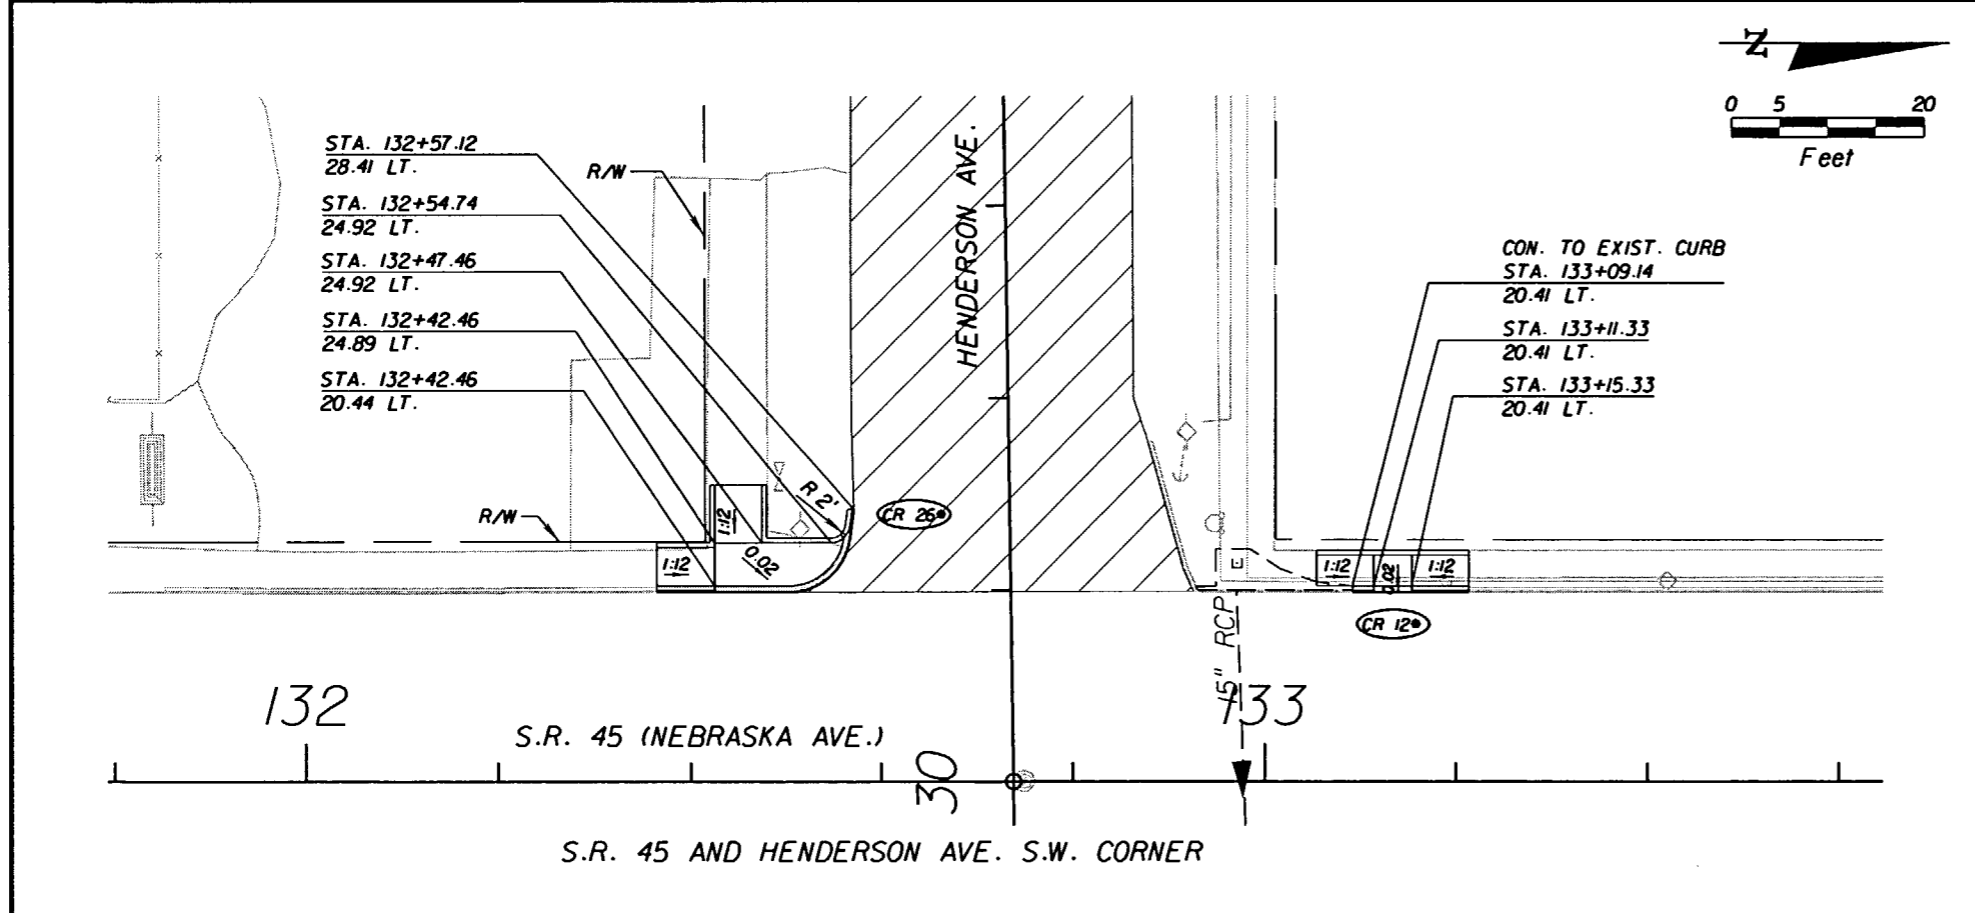 N
0 5 20
Feet
STA. 132+57.12
28.41 LT.
STA. 132+54.74
24.92 LT.
STA. 132+47.46
24.92 LT.
STA. 132+42.46
24.89 LT.
STA. 132+42.46
20.44 LT.
R/W
R/W
HENDERSON AVE.
CON. TO EXIST. CURB
STA. 133+09.14
20.41 LT.
STA. 133+11.33
20.41 LT.
STA. 133+15.33
20.41 LT.
R 2'
CR 26
1:12
1:12
0.02
1:12
0.02
1:12
CR 12
15" RCP
132
133
S.R. 45 (NEBRASKA AVE.)
30
S.R. 45 AND HENDERSON AVE. S.W. CORNER